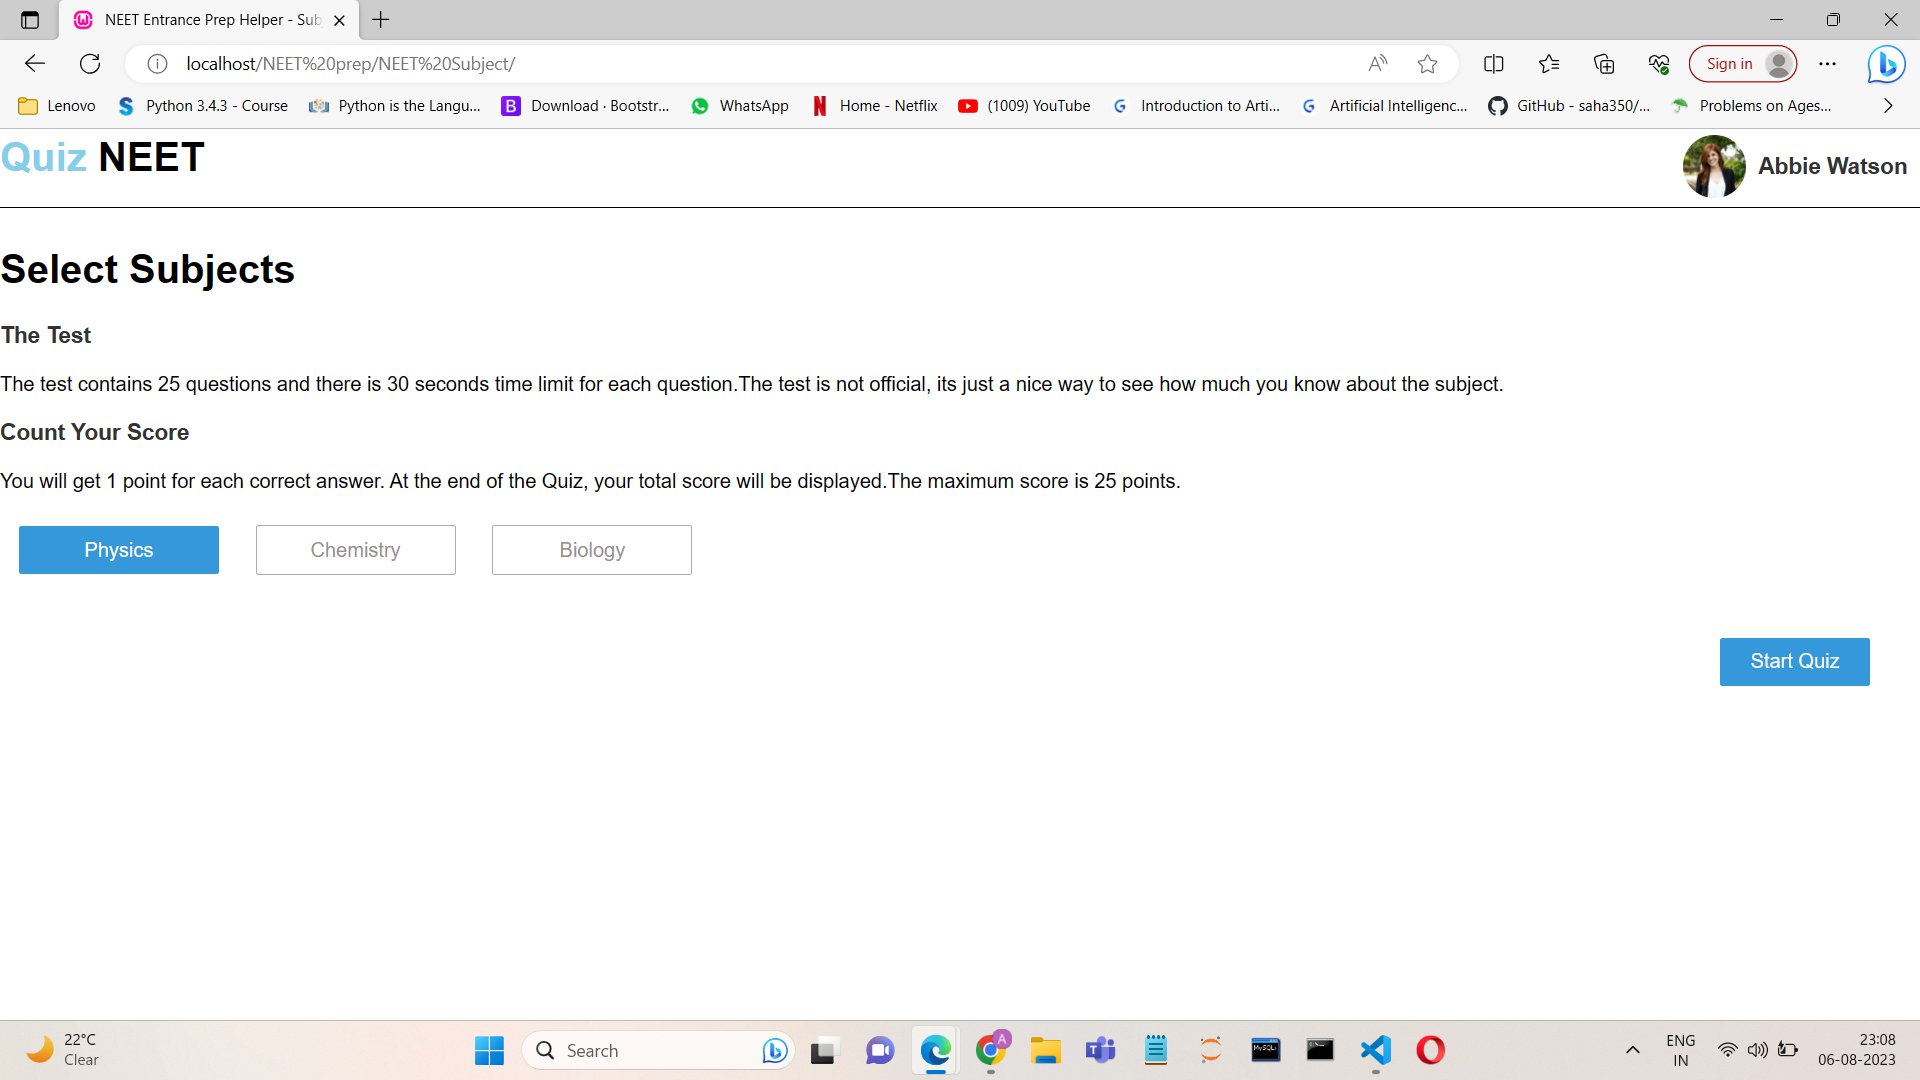 NEET Entrance Prep Helper - Sub
localhost/NEET%20prep/NEET%20Subject/
Sign in
Lenovo
Python 3.4.3 - Course
Python is the Langu...
Download · Bootstr...
WhatsApp
Home - Netflix
(1009) YouTube
Introduction to Arti...
Artificial Intelligenc...
GitHub - saha350/...
Problems on Ages...
Quiz NEET
Abbie Watson
Select Subjects
The Test
The test contains 25 questions and there is 30 seconds time limit for each question.The test is not official, its just a nice way to see how much you know about the subject.
Count Your Score
You will get 1 point for each correct answer. At the end of the Quiz, your total score will be displayed.The maximum score is 25 points.
Physics
Chemistry
Biology
Start Quiz
22°C
Clear
Search
A
MySQL
ENG
IN
23:08
06-08-2023